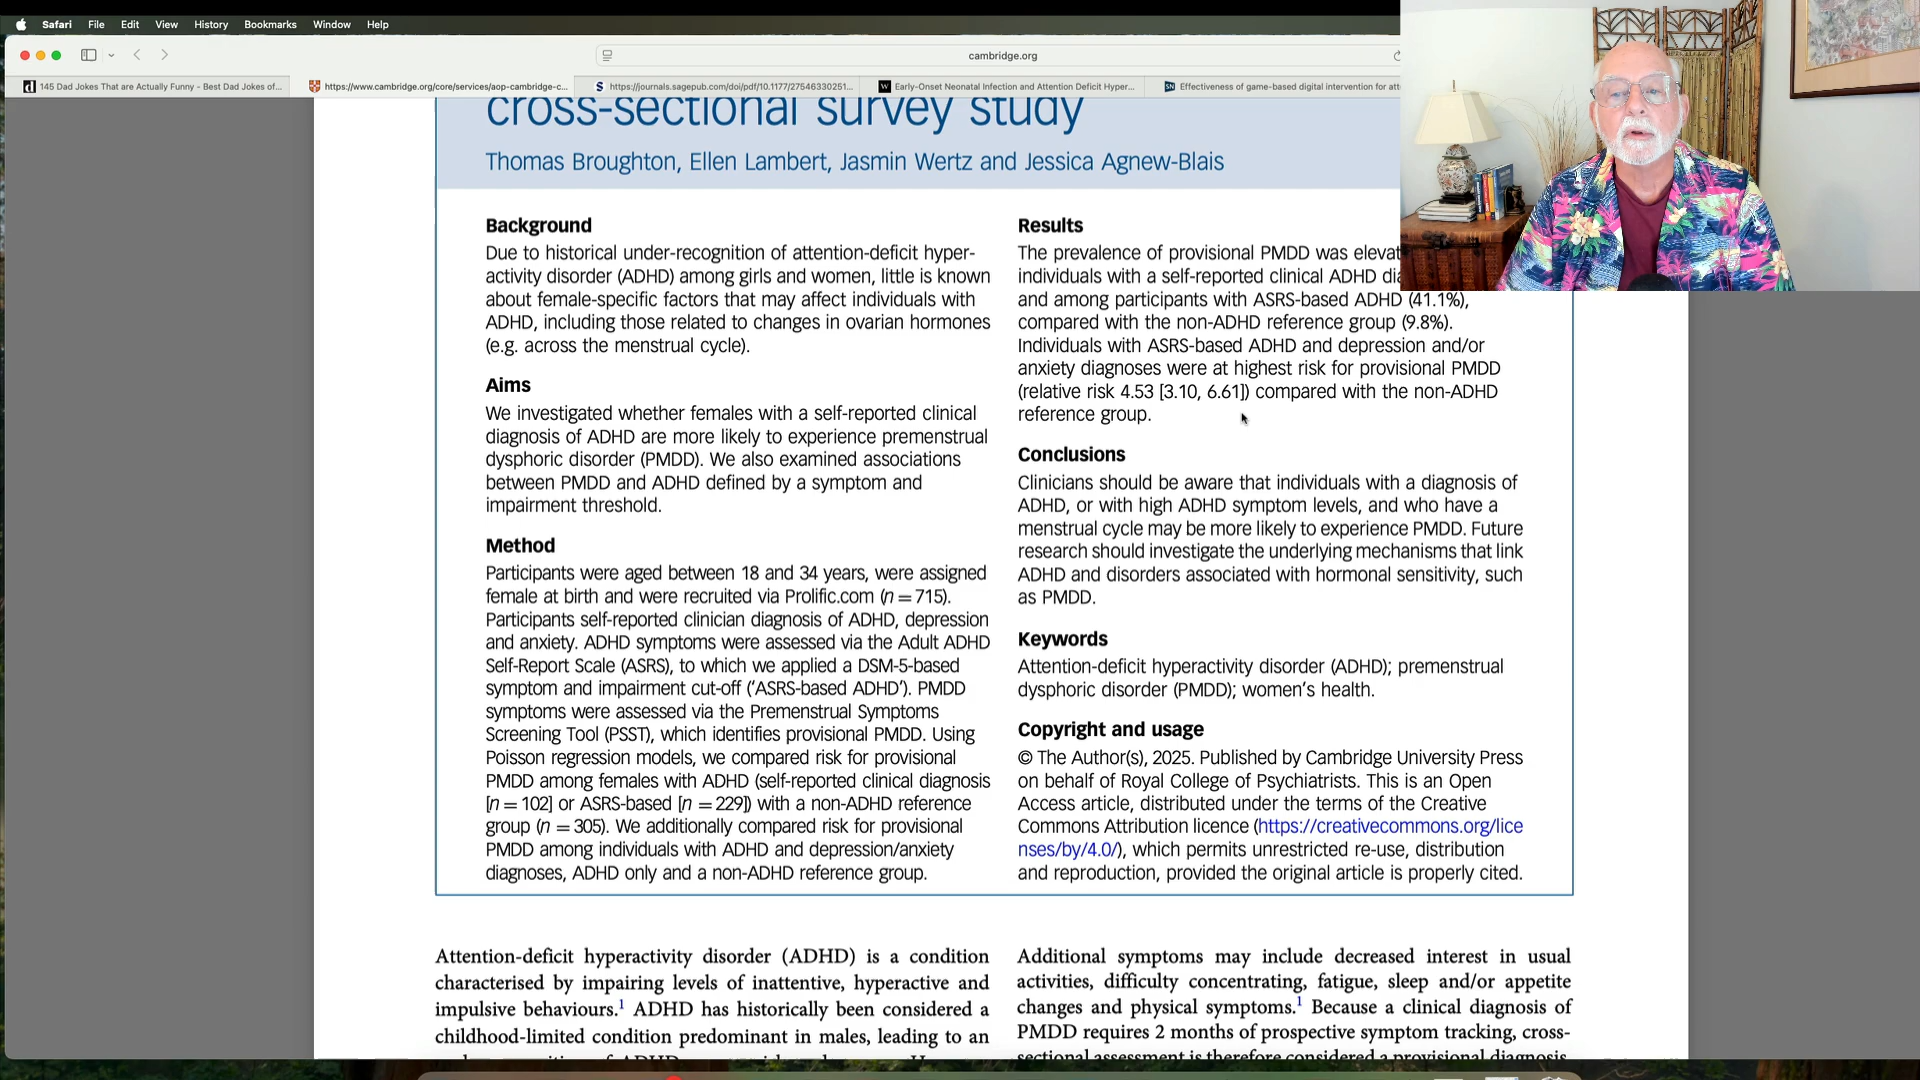 Safari File Edit View History Bookmarks Window Help
cambridge.org
145 Dad Jokes That are Actually Funny - Best Dad Jokes of...
https://www.cambridge.org/core/services/aop-cambridge-c...
https://journals.sagepub.com/doi/pdf/10.1177/27546330251...
Early-Onset Neonatal Infection and Attention Deficit Hyper...
Effectiveness of game-based digital intervention for att
cross-sectional survey study
Thomas Broughton, Ellen Lambert, Jasmin Wertz and Jessica Agnew-Blais
Background
Due to historical under-recognition of attention-deficit hyper-
activity disorder (ADHD) among girls and women, little is known
about female-specific factors that may affect individuals with
ADHD, including those related to changes in ovarian hormones
(e.g. across the menstrual cycle).
Aims
We investigated whether females with a self-reported clinical
diagnosis of ADHD are more likely to experience premenstrual
dysphoric disorder (PMDD). We also examined associations
between PMDD and ADHD defined by a symptom and
impairment threshold.
Method
Participants were aged between 18 and 34 years, were assigned
female at birth and were recruited via Prolific.com (n = 715).
Participants self-reported clinician diagnosis of ADHD, depression
and anxiety. ADHD symptoms were assessed via the Adult ADHD
Self-Report Scale (ASRS), to which we applied a DSM-5-based
symptom and impairment cut-off ('ASRS-based ADHD'). PMDD
symptoms were assessed via the Premenstrual Symptoms
Screening Tool (PSST), which identifies provisional PMDD. Using
Poisson regression models, we compared risk for provisional
PMDD among females with ADHD (self-reported clinical diagnosis
[n = 102] or ASRS-based [n = 229]) with a non-ADHD reference
group (n = 305). We additionally compared risk for provisional
PMDD among individuals with ADHD and depression/anxiety
diagnoses, ADHD only and a non-ADHD reference group.
Results
The prevalence of provisional PMDD was elevat
individuals with a self-reported clinical ADHD dia
and among participants with ASRS-based ADHD (41.1%),
compared with the non-ADHD reference group (9.8%).
Individuals with ASRS-based ADHD and depression and/or
anxiety diagnoses were at highest risk for provisional PMDD
(relative risk 4.53 [3.10, 6.61]) compared with the non-ADHD
reference group.
Conclusions
Clinicians should be aware that individuals with a diagnosis of
ADHD, or with high ADHD symptom levels, and who have a
menstrual cycle may be more likely to experience PMDD. Future
research should investigate the underlying mechanisms that link
ADHD and disorders associated with hormonal sensitivity, such
as PMDD.
Keywords
Attention-deficit hyperactivity disorder (ADHD); premenstrual
dysphoric disorder (PMDD); women's health.
Copyright and usage
© The Author(s), 2025. Published by Cambridge University Press
on behalf of Royal College of Psychiatrists. This is an Open
Access article, distributed under the terms of the Creative
Commons Attribution licence (https://creativecommons.org/lice
nses/by/4.0/), which permits unrestricted re-use, distribution
and reproduction, provided the original article is properly cited.
Attention-deficit hyperactivity disorder (ADHD) is a condition
characterised by impairing levels of inattentive, hyperactive and
impulsive behaviours.1 ADHD has historically been considered a
childhood-limited condition predominant in males, leading to an
Additional symptoms may include decreased interest in usual
activities, difficulty concentrating, fatigue, sleep and/or appetite
changes and physical symptoms.1 Because a clinical diagnosis of
PMDD requires 2 months of prospective symptom tracking, cross-
sectional assessment is therefore considered a provisional diagnosis.